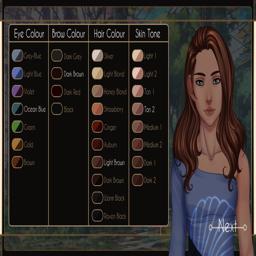 Eye Colour
Brow Colour
Hair Colour
Skin Tone
Grey-Blue
Light Blue
Violet
Ocean Blue
Green
Gold
Brown
Dark Grey
Dark Brown
Dark Red
Black
Silver
Light Blond
Honey Blond
Strawberry
Ginger
Auburn
Light Brown
Dark Brown
Warm Black
Raven Black
Light 1
Light 2
Tan 1
Tan 2
Medium 1
Medium 2
Dark 1
Dark 2
Next